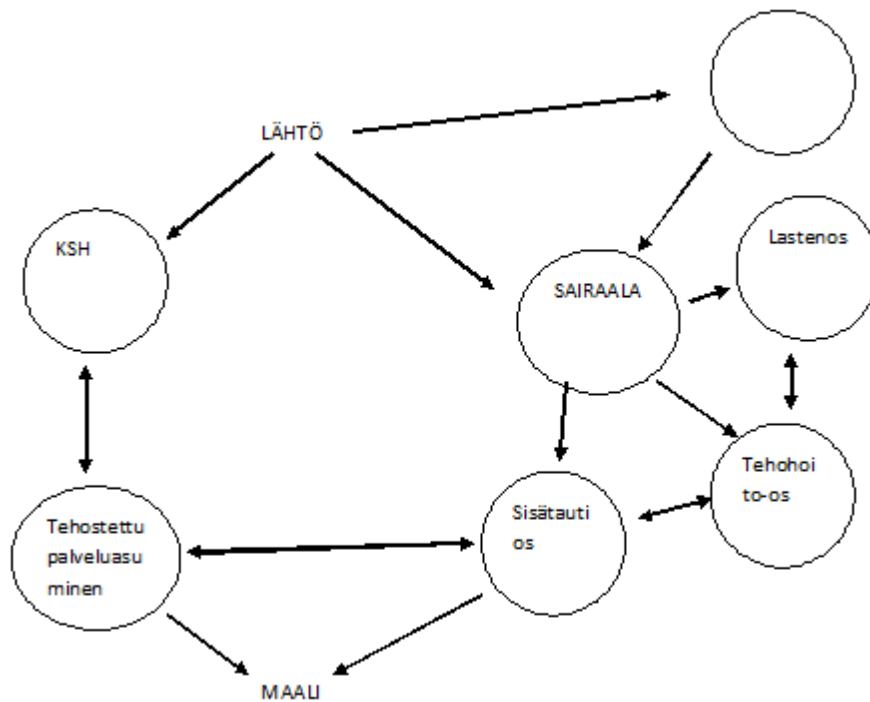 LÄHTÖ
KSH
Lastenos
SAIRAALA
Tehohoi
to-os
Sisätauti
os
Tehostettu
palveluasu
minen
MAALI